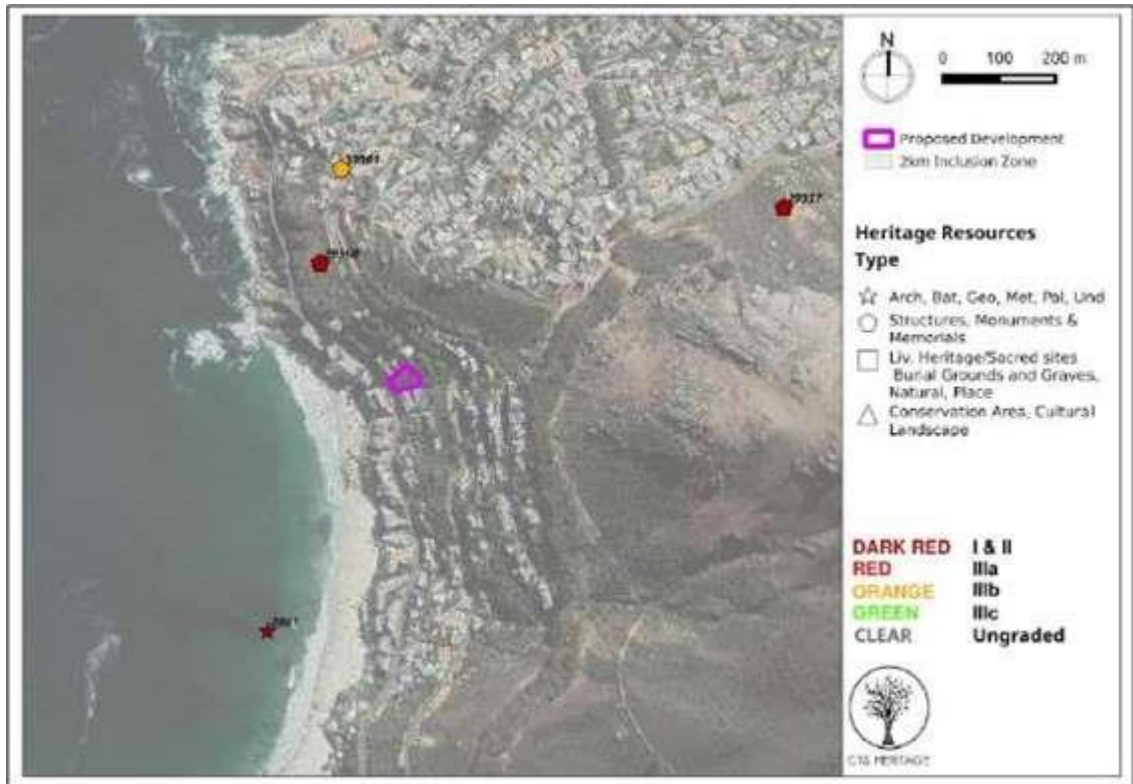 N
0 100 200 m
Proposed Development
2km Inclusion Zone
Heritage Resources
Type
Arch, Bat, Geo, Met, Pal, Und
Structures, Monuments &
Memorials
Liv. Heritage/Sacred sites
Burial Grounds and Graves,
Natural, Place
Conservation Area, Cultural
Landscape
DARK RED I & II
RED IIIa
ORANGE IIIb
GREEN IIIc
CLEAR Ungraded
CTS HERITAGE